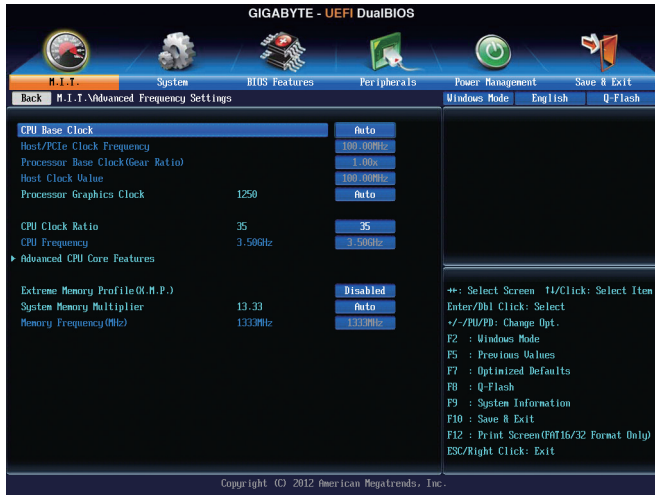 GIGABYTE - UEFI DualBIOS
M.I.T. System BIOS Features Peripherals Power Management Save & Exit
Back M.I.T.\Advanced Frequency Settings Windows Mode English Q-Flash
CPU Base Clock Auto
Host/PCIe Clock Frequency 100.00MHz
Processor Base Clock(Gear Ratio) 1.00x
Host Clock Value 100.00MHz
Processor Graphics Clock 1250 Auto
CPU Clock Ratio 35 35
CPU Frequency 3.50GHz 3.50GHz
Advanced CPU Core Features
Extreme Memory Profile(X.M.P.) Disabled
System Memory Multiplier 13.33 Auto
Memory Frequency(MHz) 1333MHz 1333MHz
→←: Select Screen ↑↓/Click: Select Item
Enter/Dbl Click: Select
+/-/PU/PD: Change Opt.
F2 : Windows Mode
F5 : Previous Values
F7 : Optimized Defaults
F8 : Q-Flash
F9 : System Information
F10 : Save & Exit
F12 : Print Screen(FAT16/32 Format Only)
ESC/Right Click: Exit
Copyright (C) 2012 American Megatrends, Inc.